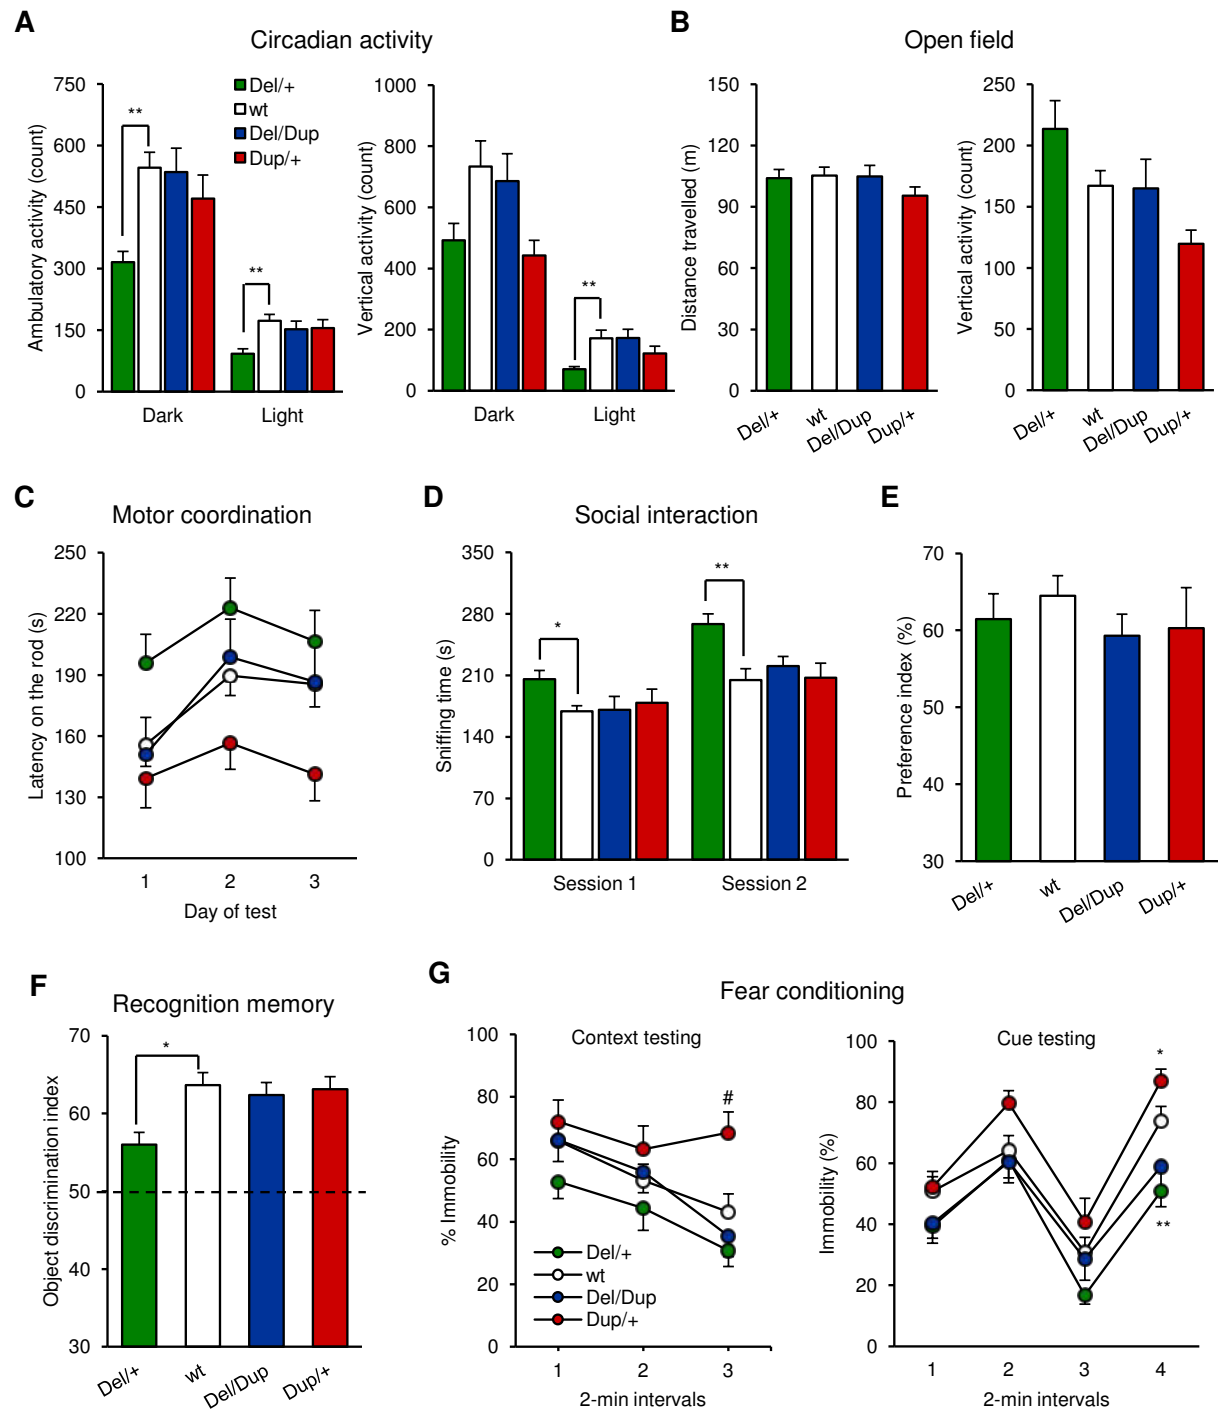 A
Circadian activity
Ambulatory activity (count)
750
600
450
300
150
0
**
**
Dark
Light
Del/+
wt
Del/Dup
Dup/+
Vertical activity (count)
1000
800
600
400
200
0
**
Dark
Light
B
Open field
Distance travelled (m)
150
120
90
60
30
0
Del/+
wt
Del/Dup
Dup/+
Vertical activity (count)
250
200
150
100
50
0
Del/+
wt
Del/Dup
Dup/+
C
Motor coordination
Latency on the rod (s)
250
220
190
160
130
100
1 2 3
Day of test
D
Social interaction
Sniffing time (s)
350
280
210
140
70
0
*
**
Session 1
Session 2
E
Preference index (%)
70
60
50
40
30
Del/+
wt
Del/Dup
Dup/+
F
Recognition memory
Object discrimination index
70
60
50
40
30
*
Del/+
wt
Del/Dup
Dup/+
G
Fear conditioning
Context testing
% Immobility
100
80
60
40
20
0
#
Del/+
wt
Del/Dup
Dup/+
1 2 3
2-min intervals
Cue testing
Immobility (%)
100
80
60
40
20
0
*
**
1 2 3 4
2-min intervals